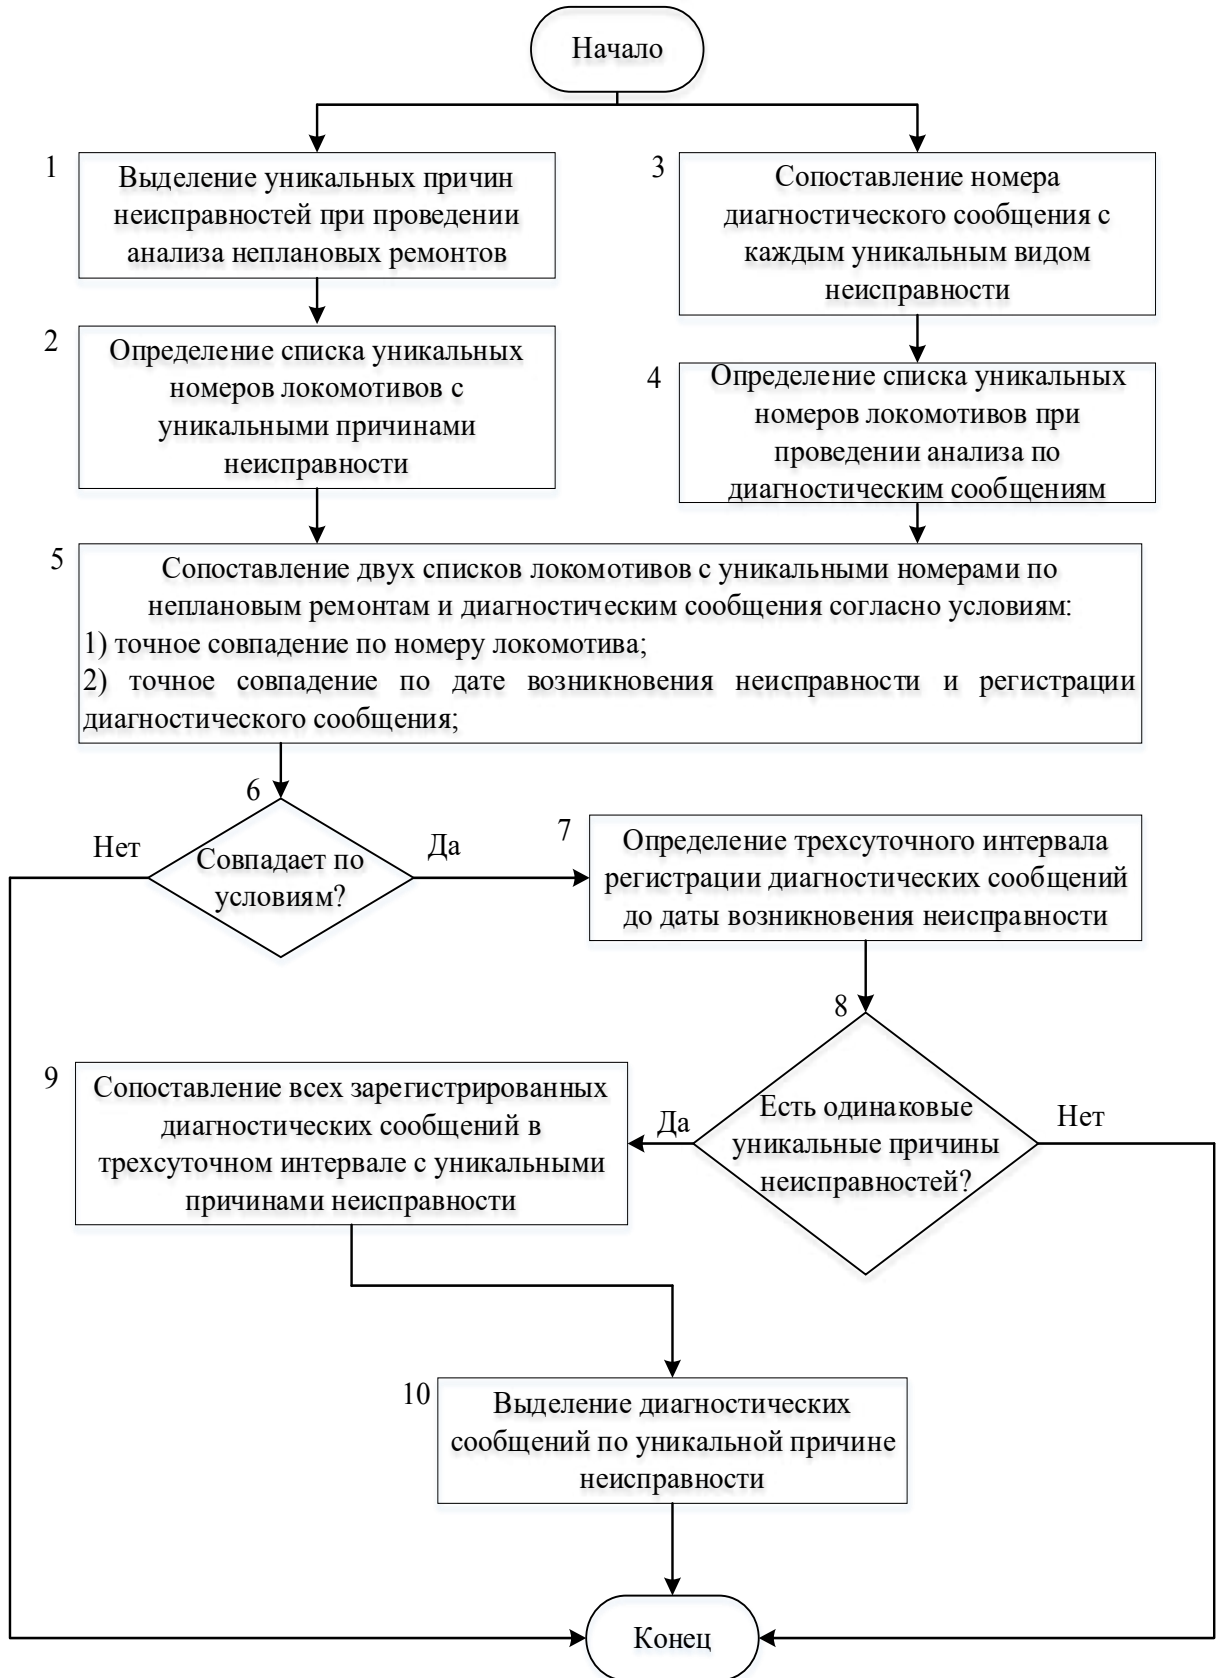 Начало
1
Выделение уникальных причин
неисправностей при проведении
анализа неплановых ремонтов
3
Сопоставление номера
диагностического сообщения с
каждым уникальным видом
неисправности
2
Определение списка уникальных
номеров локомотивов с
уникальными причинами
неисправности
4
Определение списка уникальных
номеров локомотивов при
проведении анализа по
диагностическим сообщениям
5
Сопоставление двух списков локомотивов с уникальными номерами по
неплановым ремонтам и диагностическим сообщения согласно условиям:
1) точное совпадение по номеру локомотива;
2) точное совпадение по дате возникновения неисправности и регистрации
диагностического сообщения;
6
Нет
Совпадает по
условиям?
Да
7
Определение трехсуточного интервала
регистрации диагностических сообщений
до даты возникновения неисправности
8
Есть одинаковые
уникальные причины
неисправностей?
Да
Нет
9
Сопоставление всех зарегистрированных
диагностических сообщений в
трехсуточном интервале с уникальными
причинами неисправности
10
Выделение диагностических
сообщений по уникальной причине
неисправности
Конец